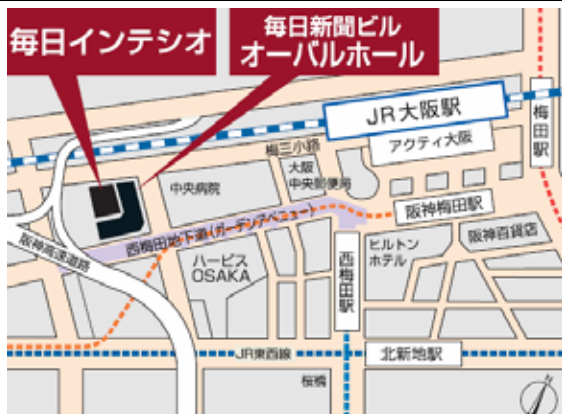 毎日インテシオ
毎日新聞ビル
オーバルホール
JR大阪駅
梅田駅
アクティ大阪
梅三小路
大阪
中央郵便局
中央病院
阪神梅田駅
西梅田地下道(ガーデンアベニュー)
阪神高速道路
ハービス
OSAKA
西梅田駅
ヒルトン
ホテル
阪神百貨店
JR東西線
北新地駅
桜橋
N